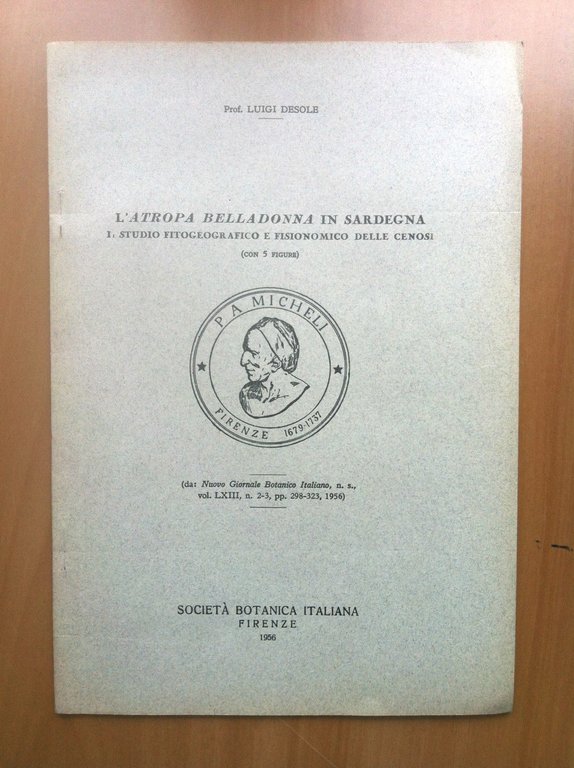 Prof. LUIGI DESOLE
L'ATROPA BELLADONNA IN SARDEGNA
I: STUDIO FITOGEOGRAFICO E FISIONOMICO DELLE CENOSI
(CON 5 FIGURE)
P A MICHELI
FIRENZE 1679-1737
(da: Nuovo Giornale Botanico Italiano, n. s.,
vol. LXIII, n. 2-3, pp. 298-323, 1956)
SOCIETÀ BOTANICA ITALIANA
FIRENZE
1956